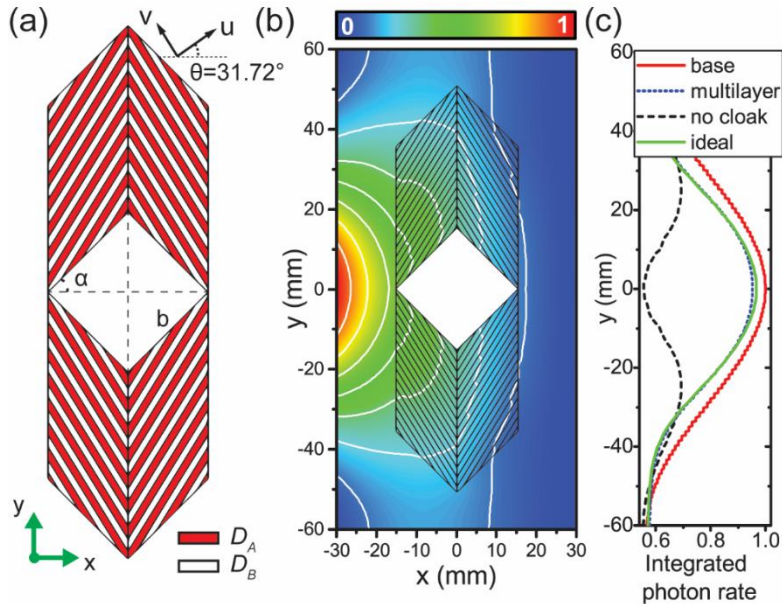 (a)
v
u
θ=31.72°
α
b
y
x
D_A
D_B
(b)
0
1
60
40
20
0
-20
-40
-60
y (mm)
-30 -20 -10 0 10 20 30
x (mm)
(c)
60
base
multilayer
no cloak
ideal
40
20
0
-20
-40
-60
y (mm)
0.6 0.8 1.0
Integrated
photon rate